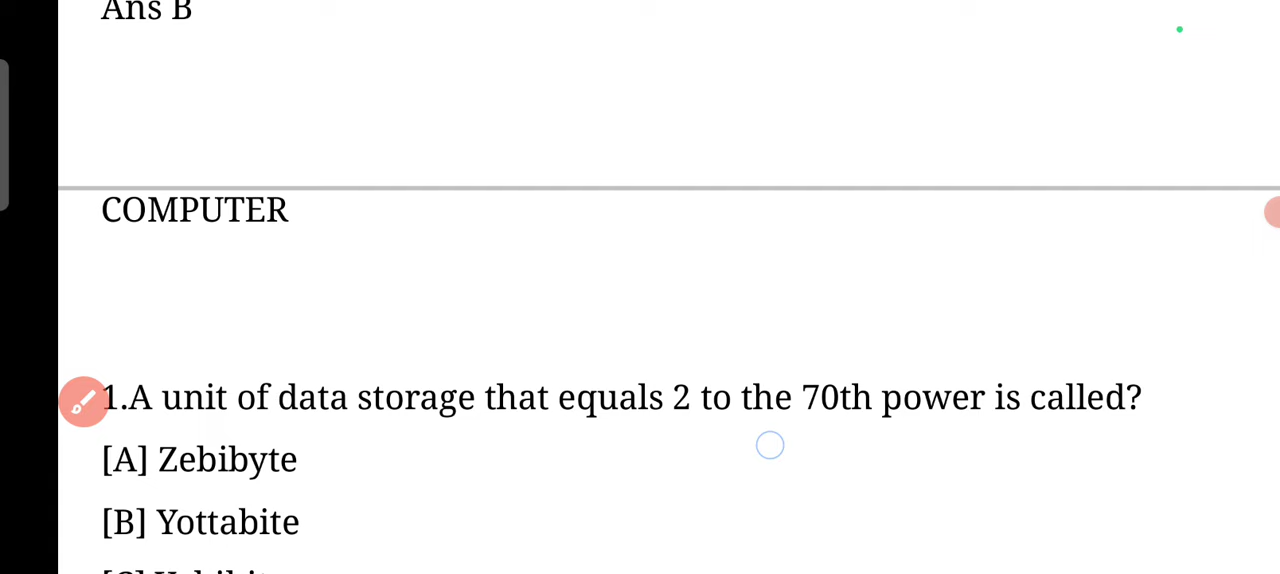 Ans B
COMPUTER
1.A unit of data storage that equals 2 to the 70th power is called?
[A] Zebibyte
[B] Yottabite